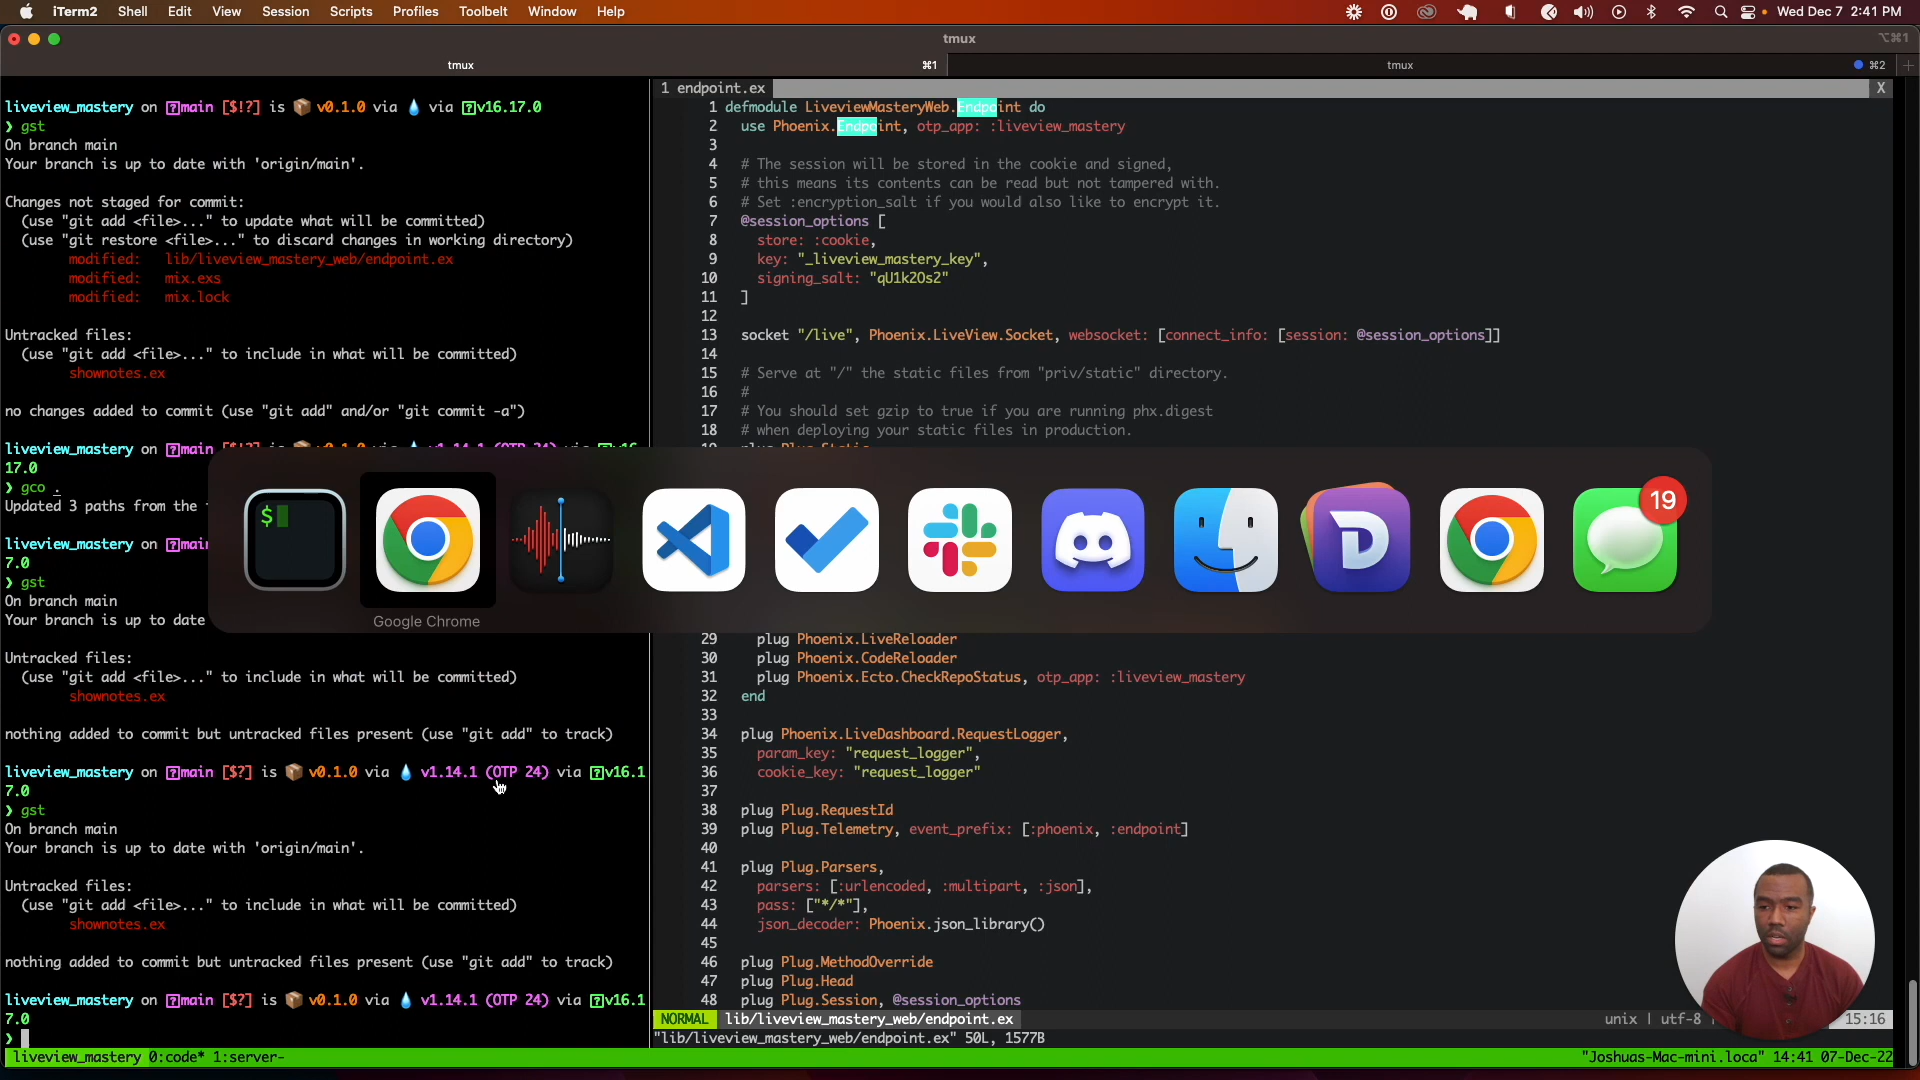 iTerm2 Shell Edit View Session Scripts Profiles Toolbelt Window Help Wed Dec 7 2:41 PM
tmux ⌥⌘1
tmux ⌘1 tmux ⌘2
1 endpoint.ex X
liveview_mastery on main [$!?] is v0.1.0 via via v16.17.0
❯ gst
On branch main
Your branch is up to date with 'origin/main'.
Changes not staged for commit:
(use "git add <file>..." to update what will be committed)
(use "git restore <file>..." to discard changes in working directory)
modified: lib/liveview_mastery_web/endpoint.ex
modified: mix.exs
modified: mix.lock
Untracked files:
(use "git add <file>..." to include in what will be committed)
shownotes.ex
no changes added to commit (use "git add" and/or "git commit -a")
liveview_mastery on main [$!?] is v0.1.0 via v1.14.1 (OTP 24) via v16.
17.0
❯ gco .
Updated 3 paths from the
liveview_mastery on main
7.0
❯ gst
On branch main
Your branch is up to date
Untracked files:
(use "git add <file>..." to include in what will be committed)
shownotes.ex
nothing added to commit but untracked files present (use "git add" to track)
liveview_mastery on main [$?] is v0.1.0 via v1.14.1 (OTP 24) via v16.1
7.0
❯ gst
On branch main
Your branch is up to date with 'origin/main'.
Untracked files:
(use "git add <file>..." to include in what will be committed)
shownotes.ex
nothing added to commit but untracked files present (use "git add" to track)
liveview_mastery on main [$?] is v0.1.0 via v1.14.1 (OTP 24) via v16.1
7.0
❯
1 defmodule LiveviewMasteryWeb.Endpoint do
2 use Phoenix.Endpoint, otp_app: :liveview_mastery
3
4 # The session will be stored in the cookie and signed,
5 # this means its contents can be read but not tampered with.
6 # Set :encryption_salt if you would also like to encrypt it.
7 @session_options [
8 store: :cookie,
9 key: "_liveview_mastery_key",
10 signing_salt: "qU1k2Os2"
11 ]
12
13 socket "/live", Phoenix.LiveView.Socket, websocket: [connect_info: [session: @session_options]]
14
15 # Serve at "/" the static files from "priv/static" directory.
16 #
17 # You should set gzip to true if you are running phx.digest
18 # when deploying your static files in production.
19 plug Plug.Static
$
19
Google Chrome
29 plug Phoenix.LiveReloader
30 plug Phoenix.CodeReloader
31 plug Phoenix.Ecto.CheckRepoStatus, otp_app: :liveview_mastery
32 end
33
34 plug Phoenix.LiveDashboard.RequestLogger,
35 param_key: "request_logger",
36 cookie_key: "request_logger"
37
38 plug Plug.RequestId
39 plug Plug.Telemetry, event_prefix: [:phoenix, :endpoint]
40
41 plug Plug.Parsers,
42 parsers: [:urlencoded, :multipart, :json],
43 pass: ["*/*"],
44 json_decoder: Phoenix.json_library()
45
46 plug Plug.MethodOverride
47 plug Plug.Head
48 plug Plug.Session, @session_options
NORMAL lib/liveview_mastery_web/endpoint.ex unix | utf-8 15:16
"lib/liveview_mastery_web/endpoint.ex" 50L, 1577B
liveview_mastery 0:code* 1:server- "Joshuas-Mac-mini.loca" 14:41 07-Dec-22